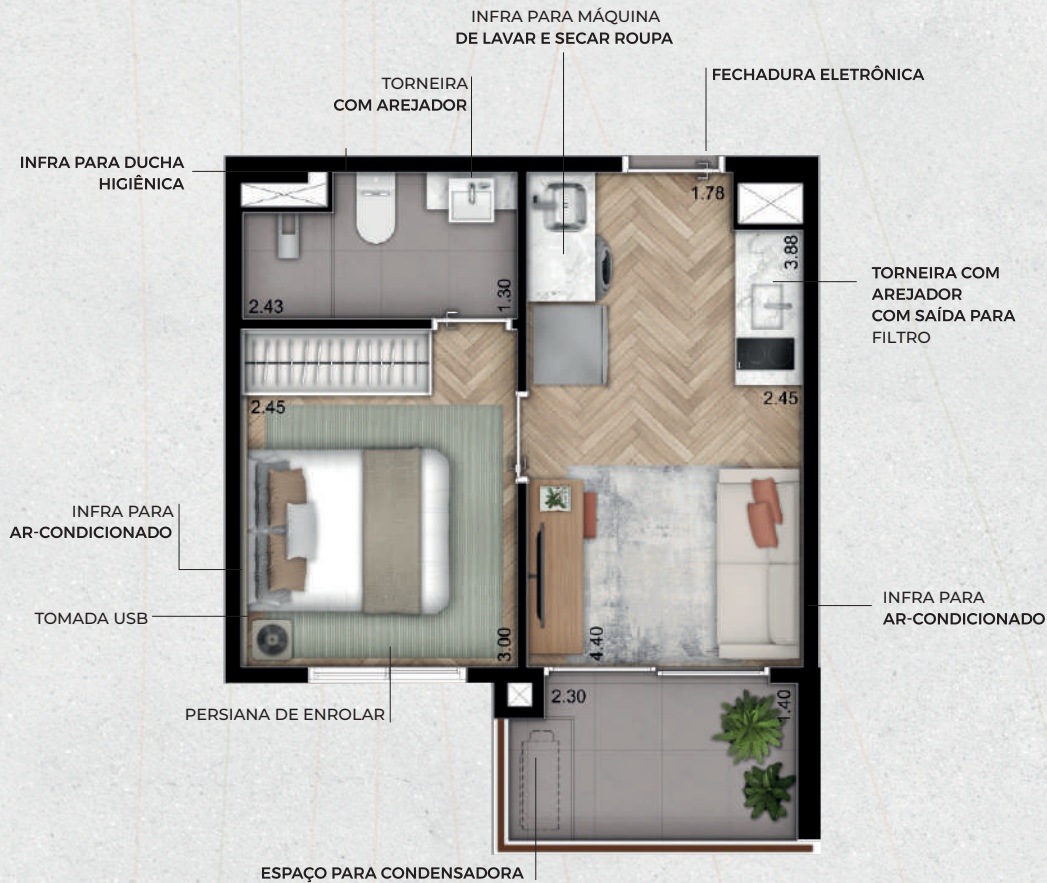 INFRA PARA MÁQUINA
DE LAVAR E SECAR ROUPA
FECHADURA ELETRÔNICA
TORNEIRA
COM AREJADOR
INFRA PARA DUCHA
HIGIÊNICA
1.78
3.88
2.43
1.30
TORNEIRA COM
AREJADOR
COM SAÍDA PARA
FILTRO
2.45
2.45
INFRA PARA
AR-CONDICIONADO
TOMADA USB
INFRA PARA
AR-CONDICIONADO
3.00
4.40
2.30
1.40
PERSIANA DE ENROLAR
ESPAÇO PARA CONDENSADORA